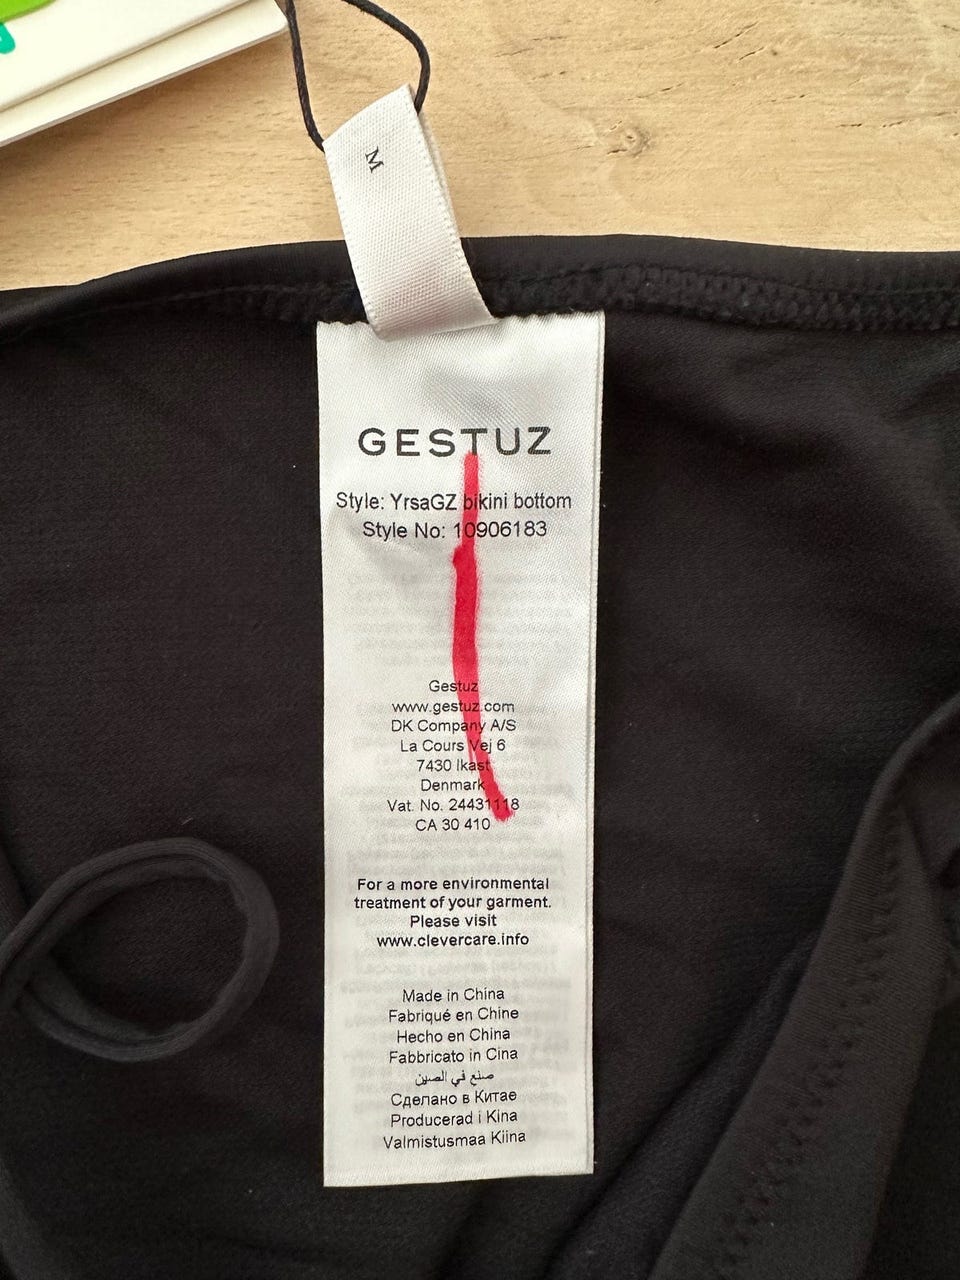 M
GESTUZ
Style: YrsaGZ bikini bottom
Style No: 10906183
Gestuz
www.gestuz.com
DK Company A/S
La Cours Vej 6
7430 Ikast
Denmark
Vat. No. 24431118
CA 30 410
For a more environmental
treatment of your garment.
Please visit
www.clevercare.info
Made in China
Fabriqué en Chine
Hecho en China
Fabbricato in Cina
صنع في الصين
Сделано в Китае
Producerad i Kina
Valmistusmaa Kiina